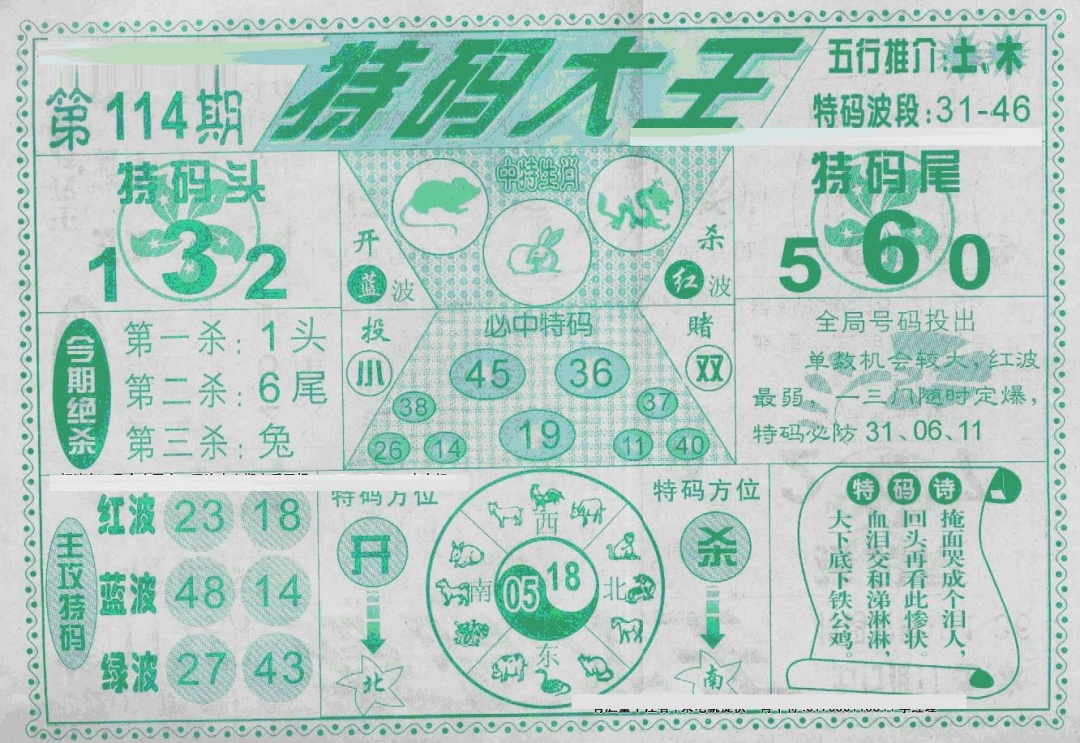 第114期
特码大王
五行推介:土、木
特码波段:31-46
特码头
1 3 2
中特生肖
开
蓝波
杀
红波
特码尾
5 6 0
今期绝杀
第一杀: 1头
第二杀: 6尾
第三杀: 兔
投
小
必中特码
45 36
38 37
26 14 19 11 40
赌
双
全局号码投出
单数机会较大,红波
最弱、一三门随时定爆,
特码必防 31、06、11
主攻特码
红波 23 18
蓝波 48 14
绿波 27 43
特码方位
开
北
西
南
北
东
05 18
特码方位
杀
南
特码诗
掩面哭成个泪人,
回头再看此惨状。
血泪交和涕淋淋,
大下底下铁公鸡。